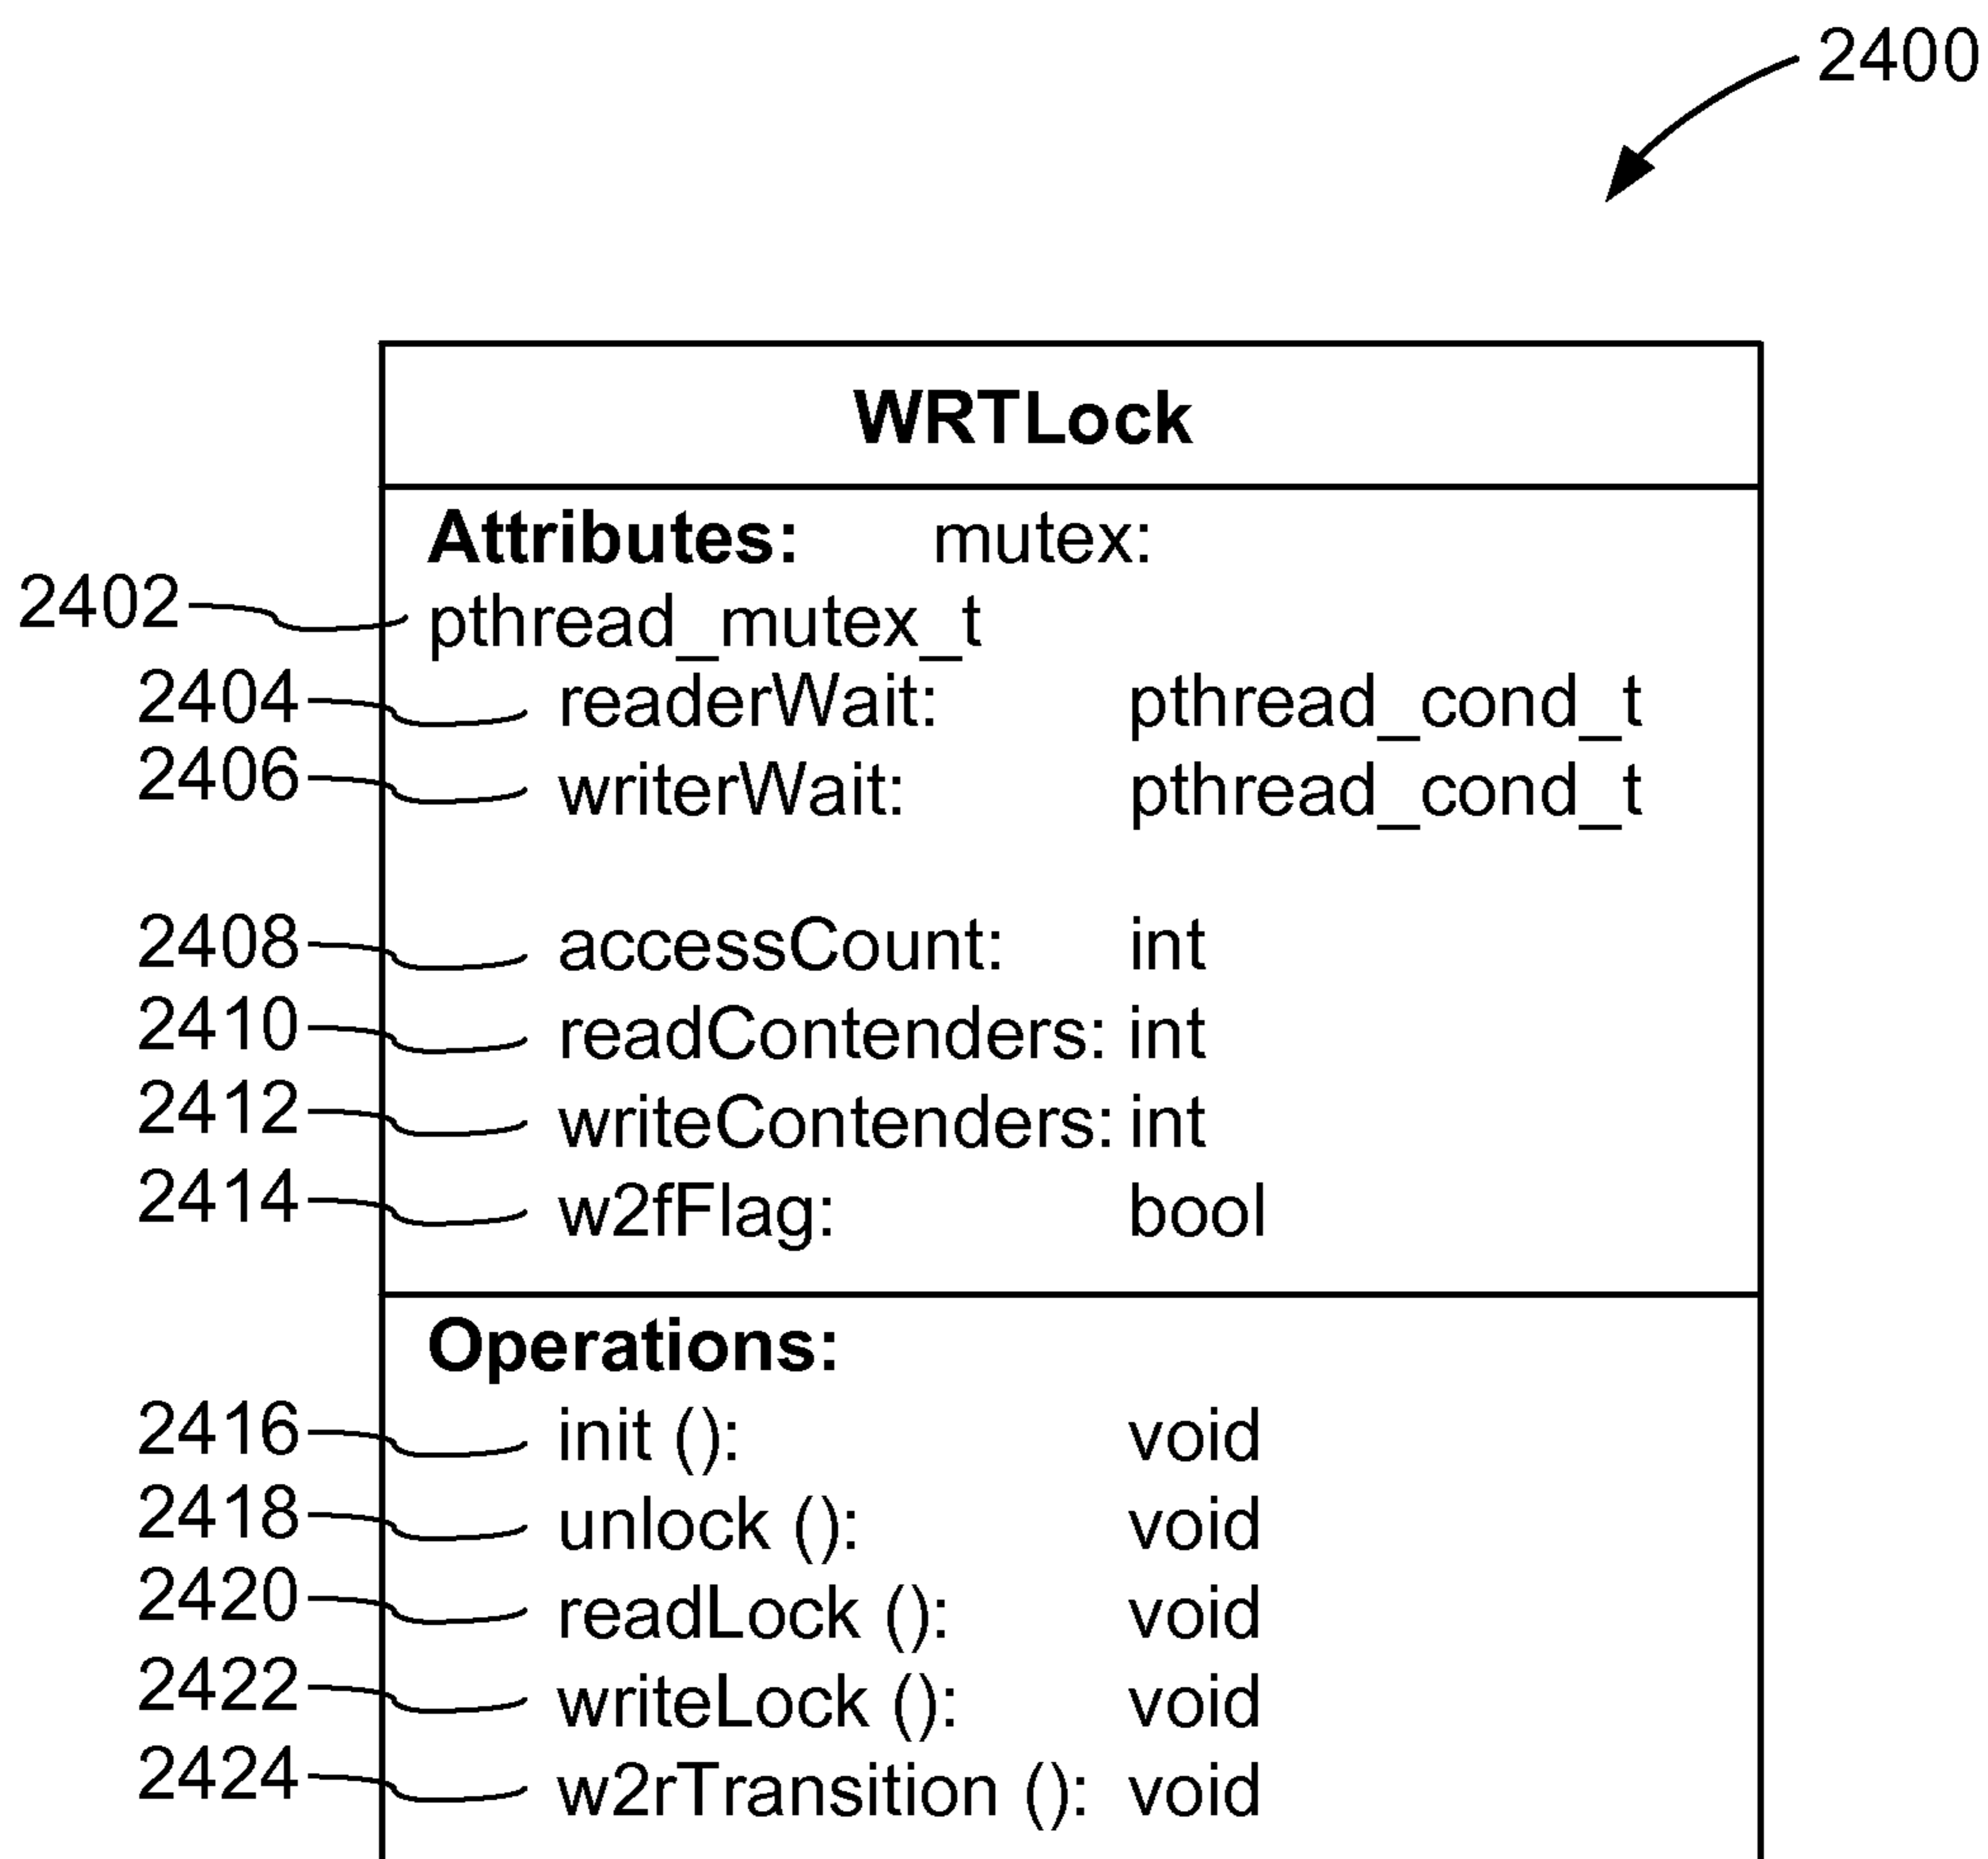 2400
WRTLock
Attributes: mutex:
2402 pthread_mutex_t
2404 readerWait: pthread_cond_t
2406 writerWait: pthread_cond_t
2408 accessCount: int
2410 readContenders: int
2412 writeContenders: int
2414 w2fFlag: bool
Operations:
2416 init (): void
2418 unlock (): void
2420 readLock (): void
2422 writeLock (): void
2424 w2rTransition (): void